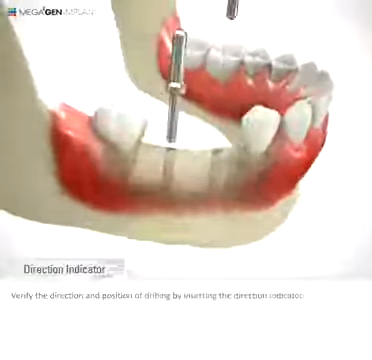 MEGAGEN IMPLANT
Direction Indicator
Verify the direction and position of drilling by inserting the direction indicator.